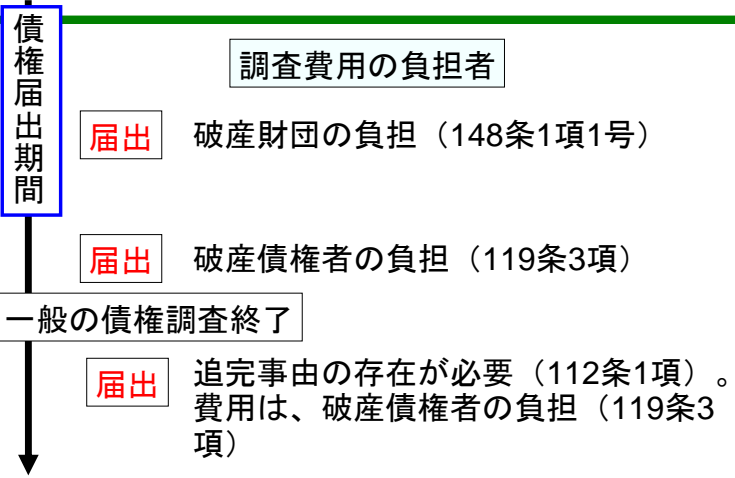 債権届出期間
調査費用の負担者
届出 破産財団の負担（148条1項1号）
届出 破産債権者の負担（119条3項）
一般の債権調査終了
届出 追完事由の存在が必要（112条1項）。
費用は、破産債権者の負担（119条3
項）